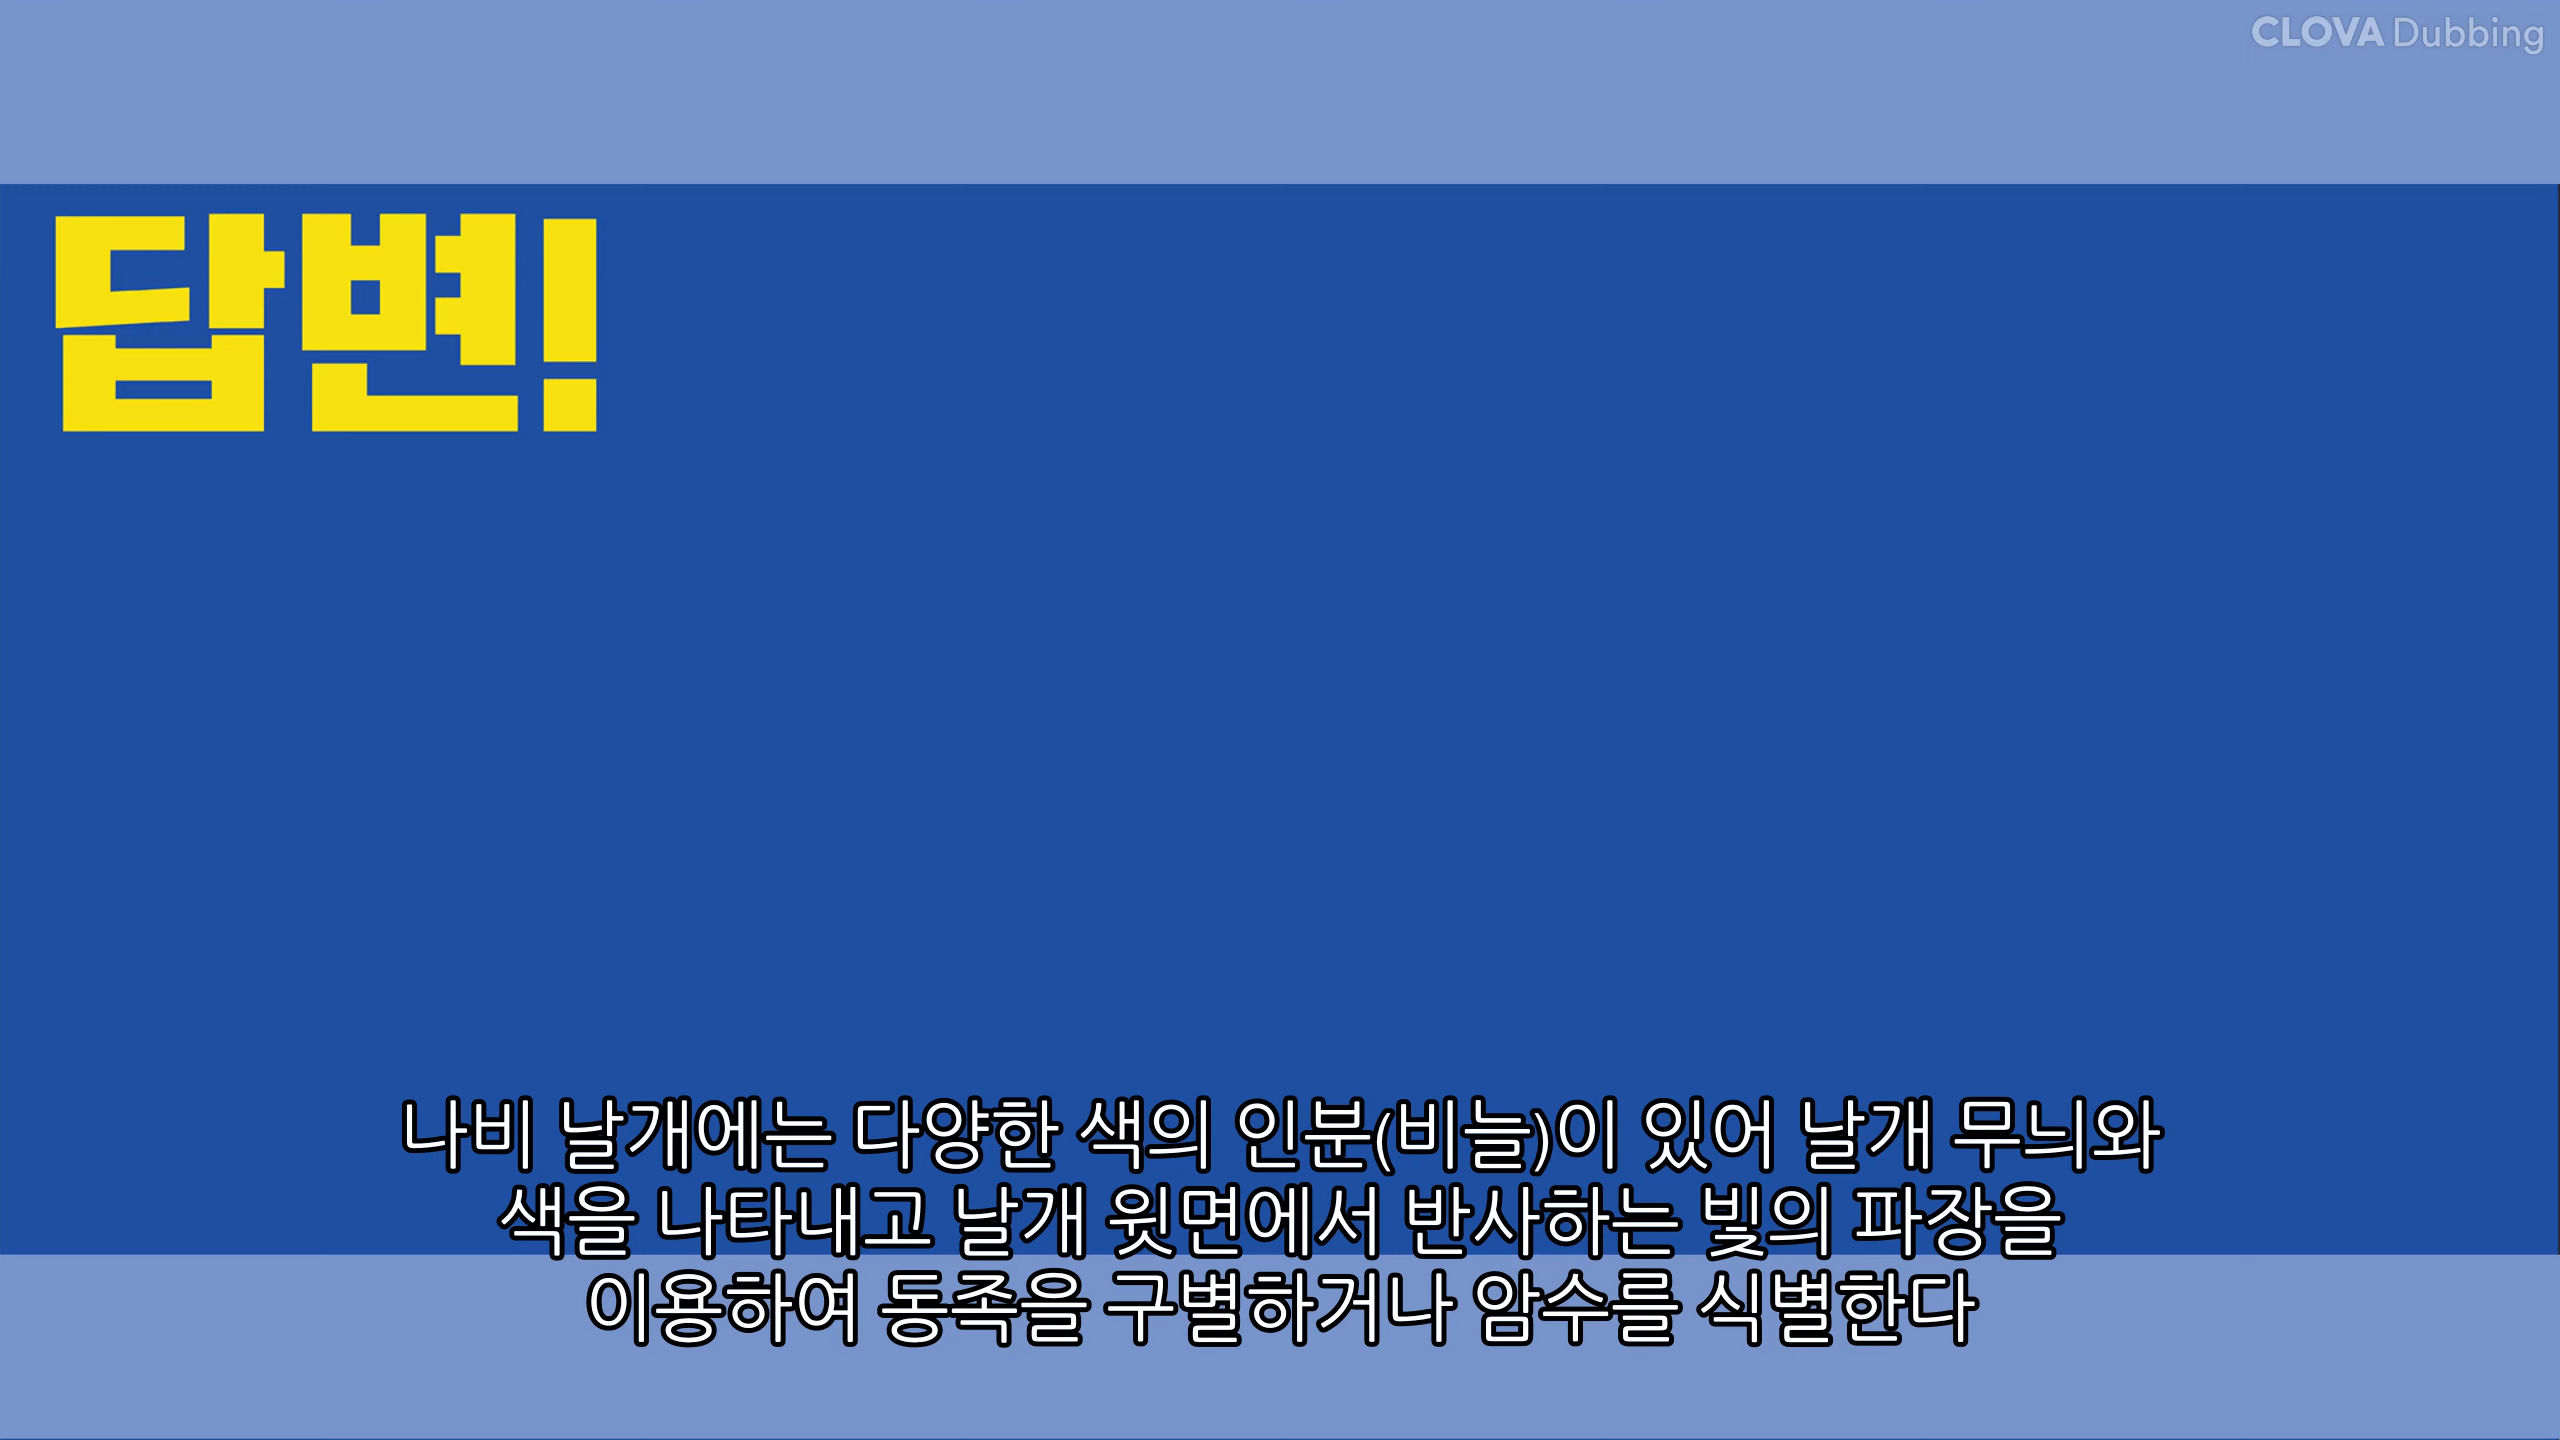 CLOVA Dubbing
답변!
나비 날개에는 다양한 색의 인분(비늘)이 있어 날개 무늬와
색을 나타내고 날개 윗면에서 반사하는 빛의 파장을
이용하여 동족을 구별하거나 암수를 식별한다